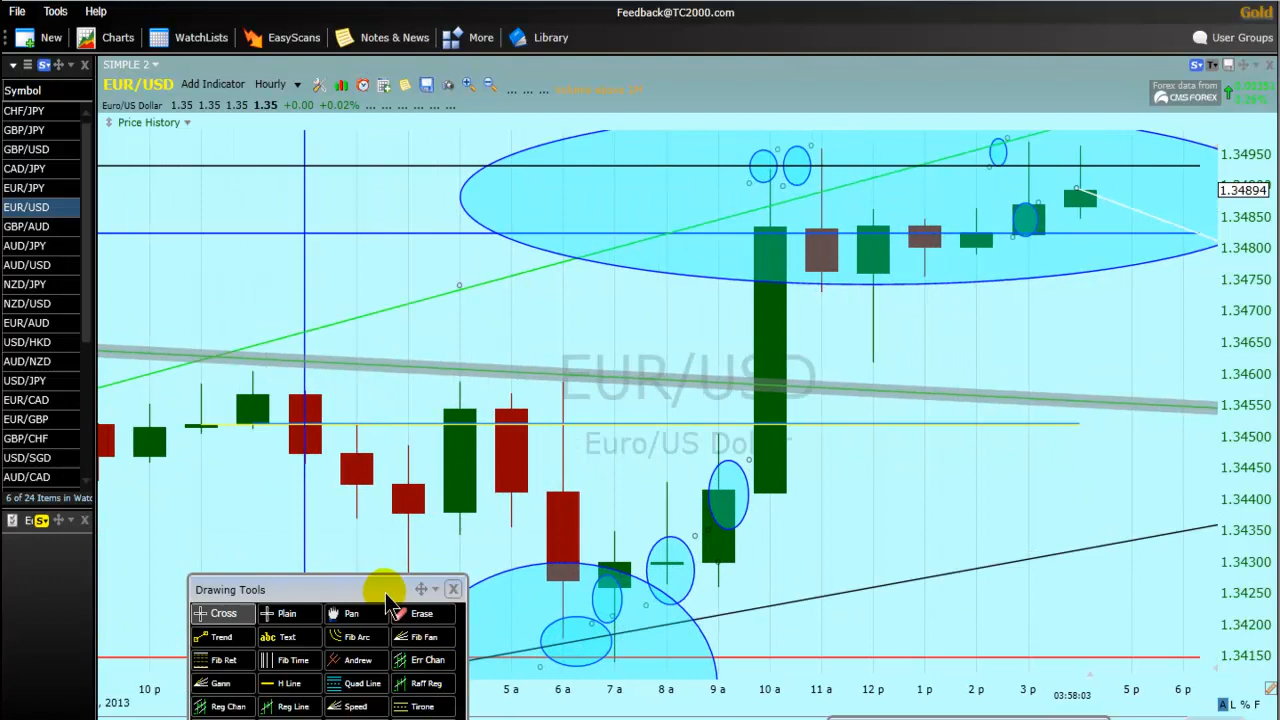 File Tools Help Feedback@TC2000.com Gold
New Charts WatchLists EasyScans Notes & News More Library User Groups
S SIMPLE 2 S T
Symbol EUR/USD Add Indicator Hourly
Euro/US Dollar 1.35 1.35 1.35 1.35 +0.00 +0.02% ... ... ... ... ... ...
Forex data from
CMS FOREX
0.26%
Price History
CHF/JPY
GBP/JPY
GBP/USD
CAD/JPY
EUR/JPY
EUR/USD
GBP/AUD
AUD/JPY
AUD/USD
NZD/JPY
NZD/USD
EUR/AUD
USD/HKD
AUD/NZD
USD/JPY
EUR/CAD
EUR/GBP
GBP/CHF
USD/SGD
AUD/CAD
6 of 24 Items in Watc
S
EUR/USD
Euro/US Dollar
1.34950
1.34894
1.34850
1.34800
1.34750
1.34700
1.34650
1.34600
1.34550
1.34500
1.34450
1.34400
1.34350
1.34300
1.34250
1.34200
1.34150
Drawing Tools
Cross Plain Pan Erase
Trend abc Text Fib Arc Fib Fan
Fib Ret Fib Time Andrew Err Chan
Gann H Line Quad Line Raff Reg
Reg Chan Reg Line Speed Tirone
10 p 5 a 6 a 7 a 8 a 9 a 10 a 11 a 12 p 1 p 2 p 3 p 03:58:03 5 p 6 p
, 2013 A L % F